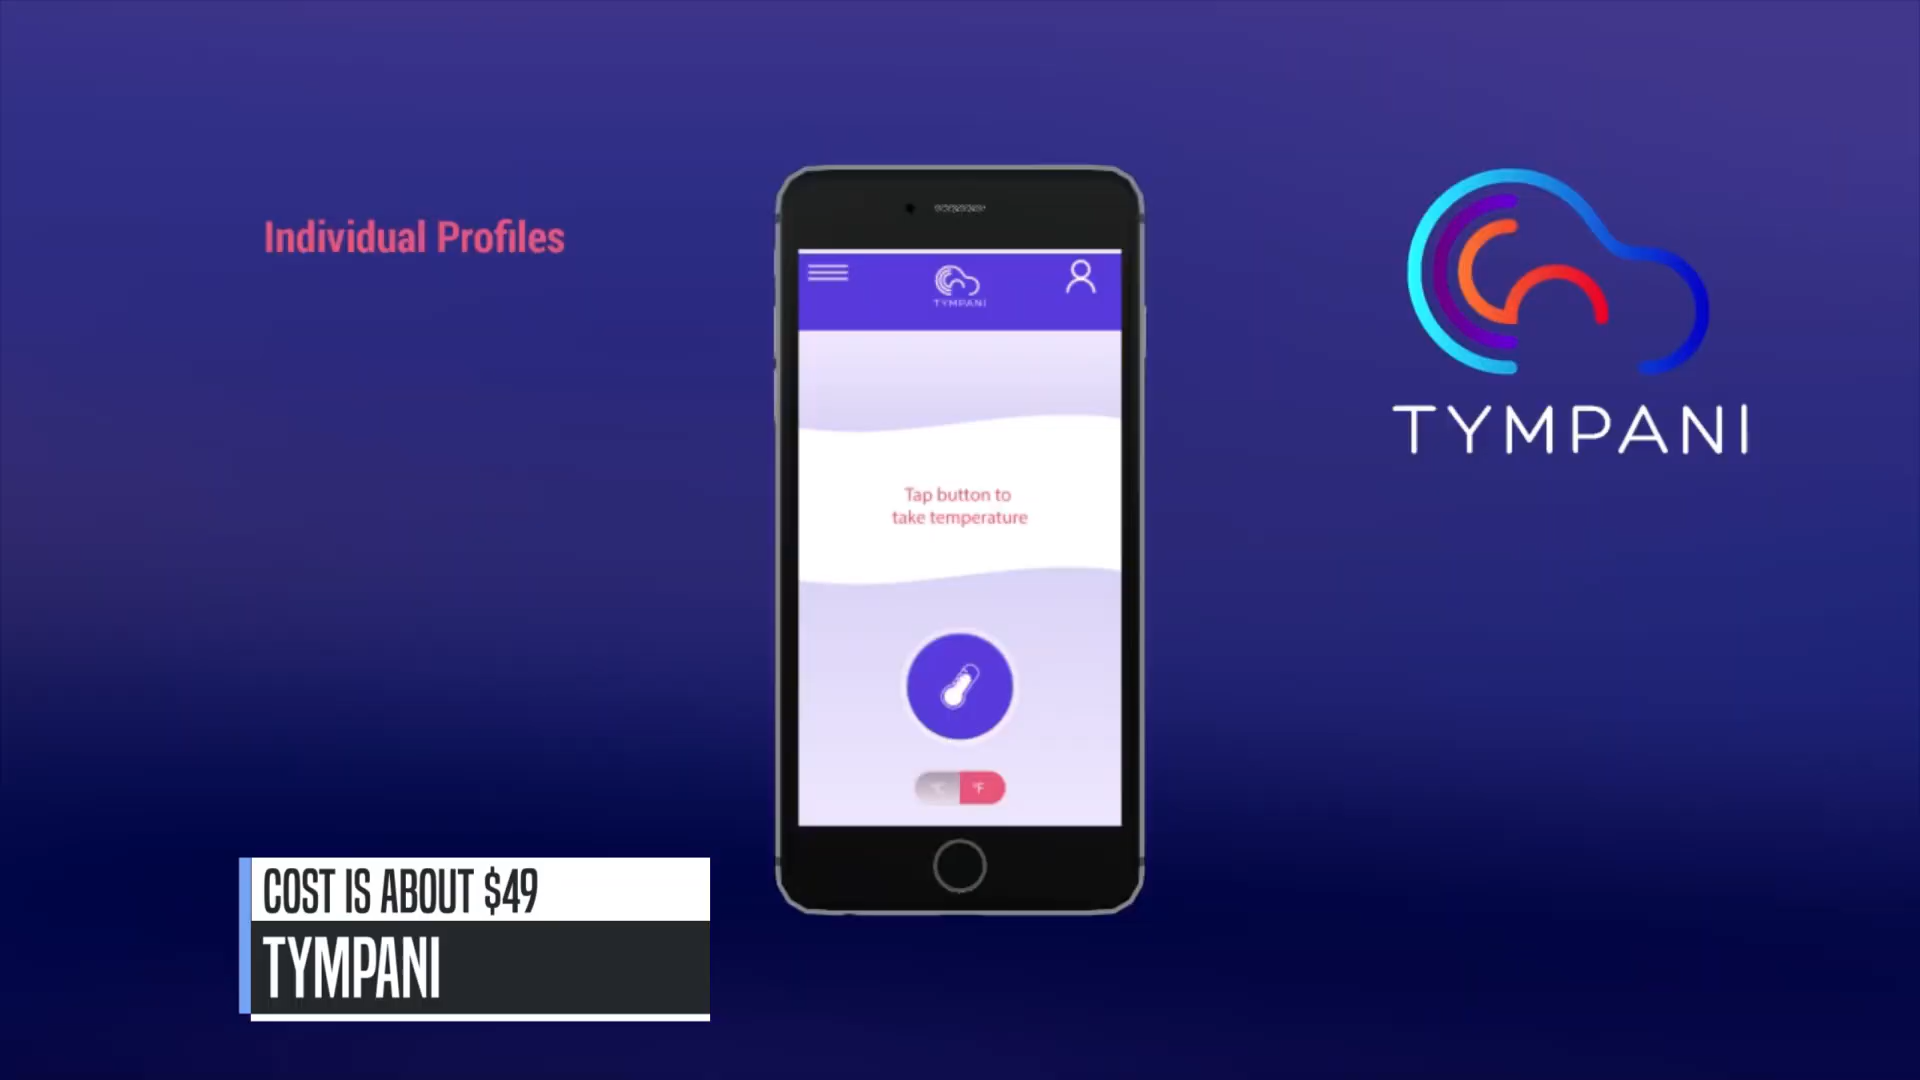 Individual Profiles
TYMPANI
Tap button to
take temperature
°F
TYMPANI
COST IS ABOUT $49
TYMPANI